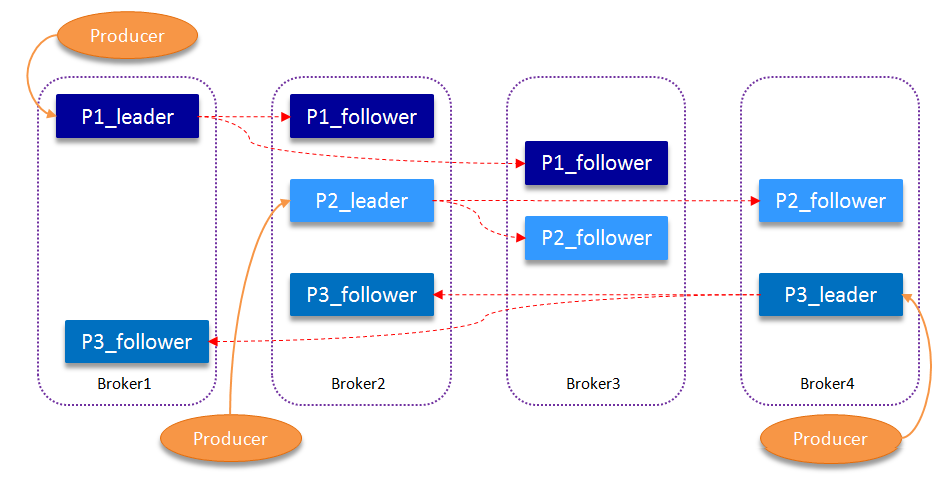 Producer
P1_leader
P1_follower
P1_follower
P2_leader
P2_follower
P2_follower
P3_follower
P3_leader
P3_follower
Broker1
Broker2
Broker3
Broker4
Producer
Producer